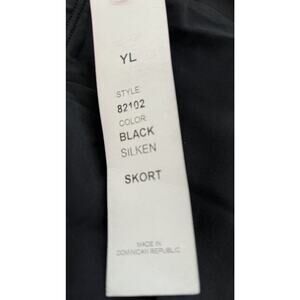 YL
STYLE
82102
COLOR
BLACK
SILKEN
SKORT
MADE IN
DOMINICAN REPUBLIC